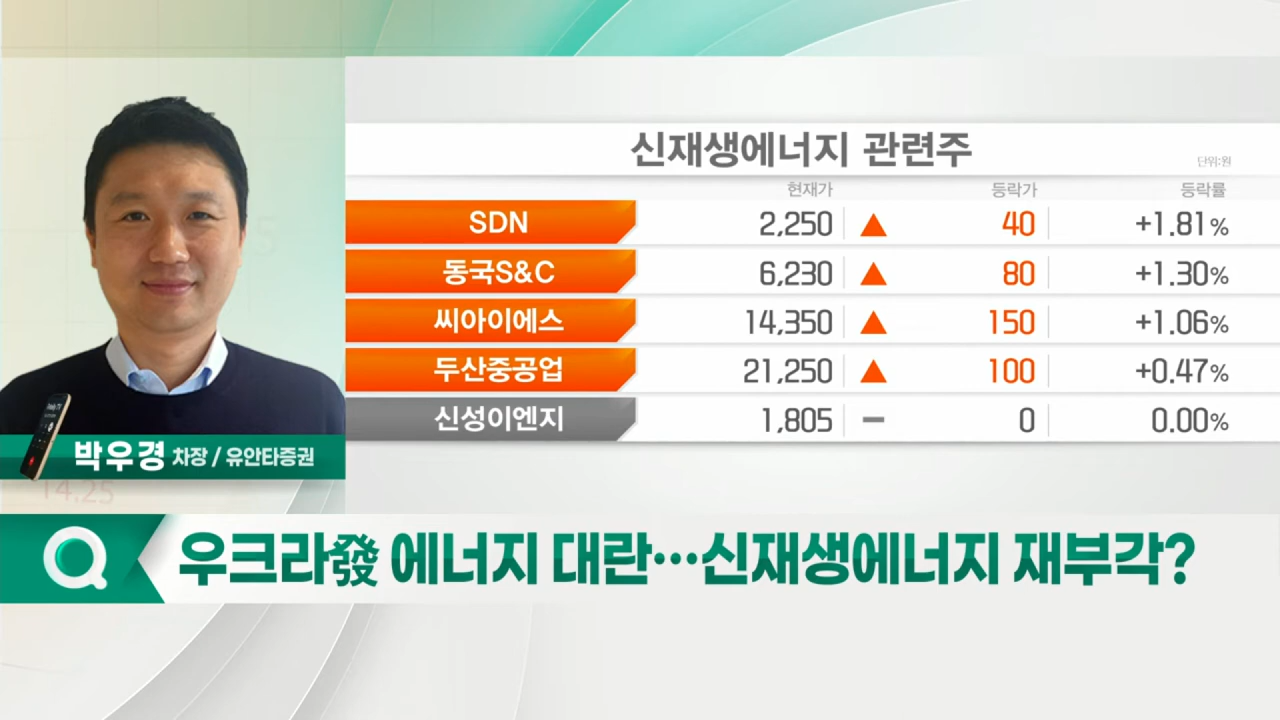 신재생에너지 관련주
단위:원
현재가 등락가 등락률
SDN 2,250 ▲ 40 +1.81%
동국S&C 6,230 ▲ 80 +1.30%
씨아이에스 14,350 ▲ 150 +1.06%
두산중공업 21,250 ▲ 100 +0.47%
신성이엔지 1,805 - 0 0.00%
박우경 차장 / 유안타증권
14.25
Q 우크라發 에너지 대란…신재생에너지 재부각?